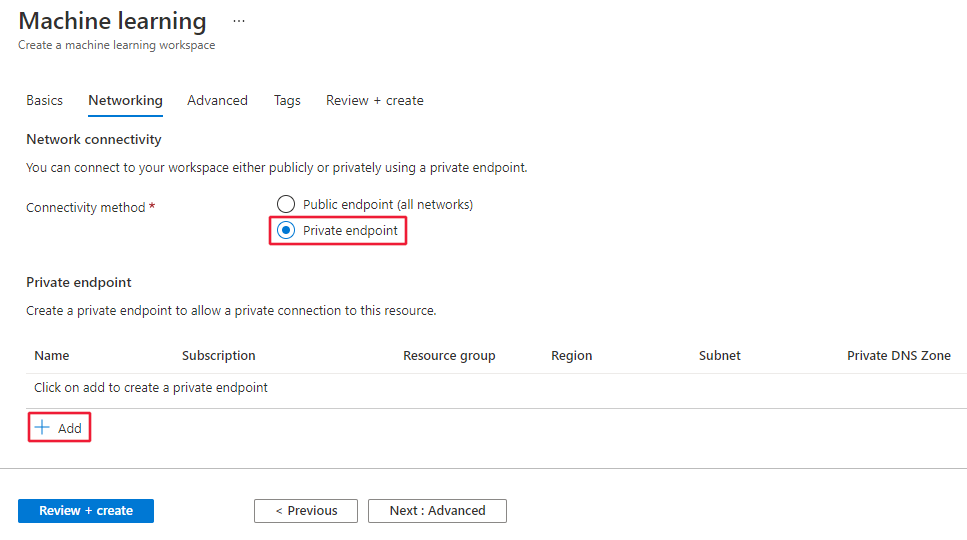 Machine learning ...
Create a machine learning workspace
Basics Networking Advanced Tags Review + create
Network connectivity
You can connect to your workspace either publicly or privately using a private endpoint.
Connectivity method *
Public endpoint (all networks)
Private endpoint
Private endpoint
Create a private endpoint to allow a private connection to this resource.
Name Subscription Resource group Region Subnet Private DNS Zone
Click on add to create a private endpoint
+ Add
Review + create < Previous Next : Advanced